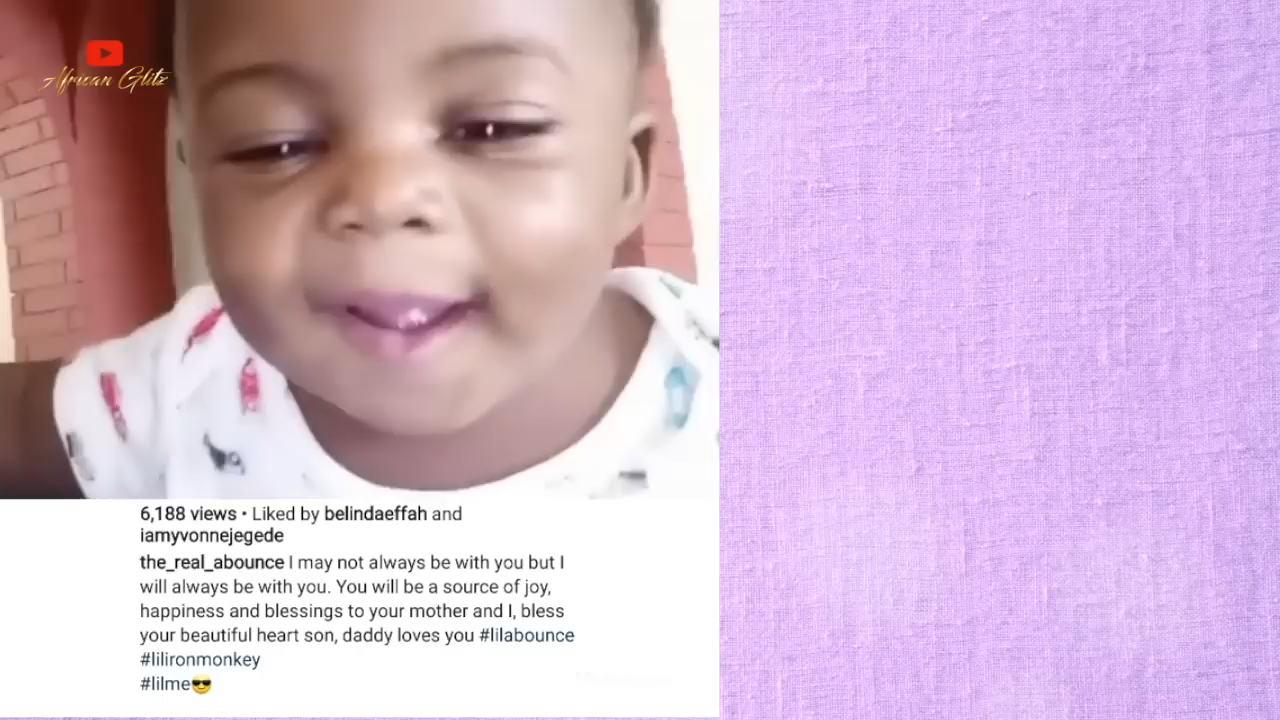 African Glitz
6,188 views • Liked by belindaeffah and
iamyvonnejegede
the_real_abounce I may not always be with you but I
will always be with you. You will be a source of joy,
happiness and blessings to your mother and I, bless
your beautiful heart son, daddy loves you #lilabounce
#lilironmonkey
#lilme😎